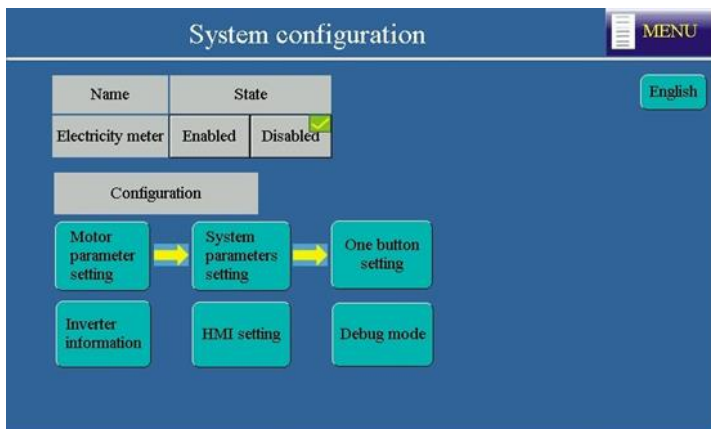 System configuration
MENU
English
Name
State
Electricity meter
Enabled
Disabled
Configuration
Motor
parameter
setting
System
parameters
setting
One button
setting
Inverter
information
HMI setting
Debug mode